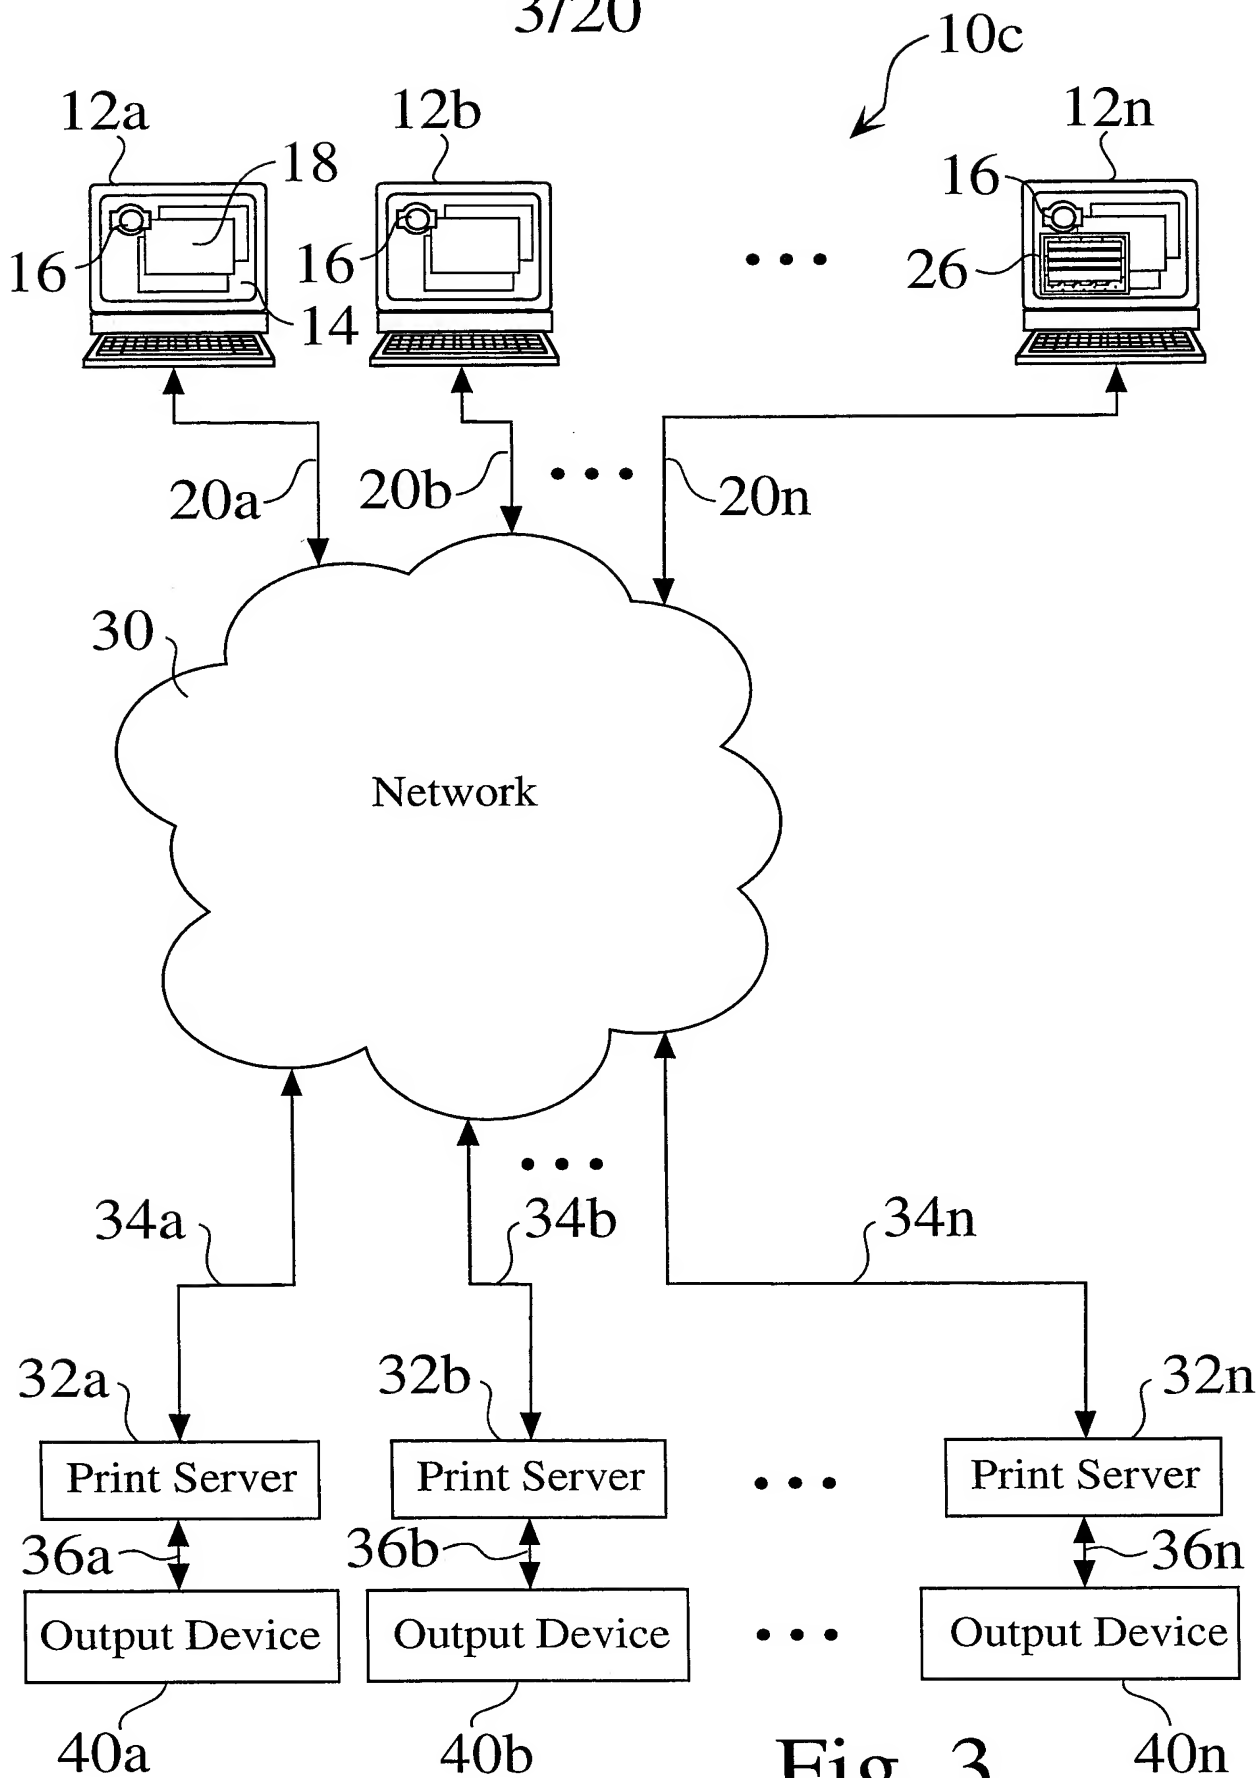 3/20
10c
12a
12b
12n
18
16
16
16
26
14
20a
20b
20n
30
Network
34a
34b
34n
32a
32b
32n
Print Server
Print Server
Print Server
36a
36b
36n
Output Device
Output Device
Output Device
40a
40b
40n
Fig. 3